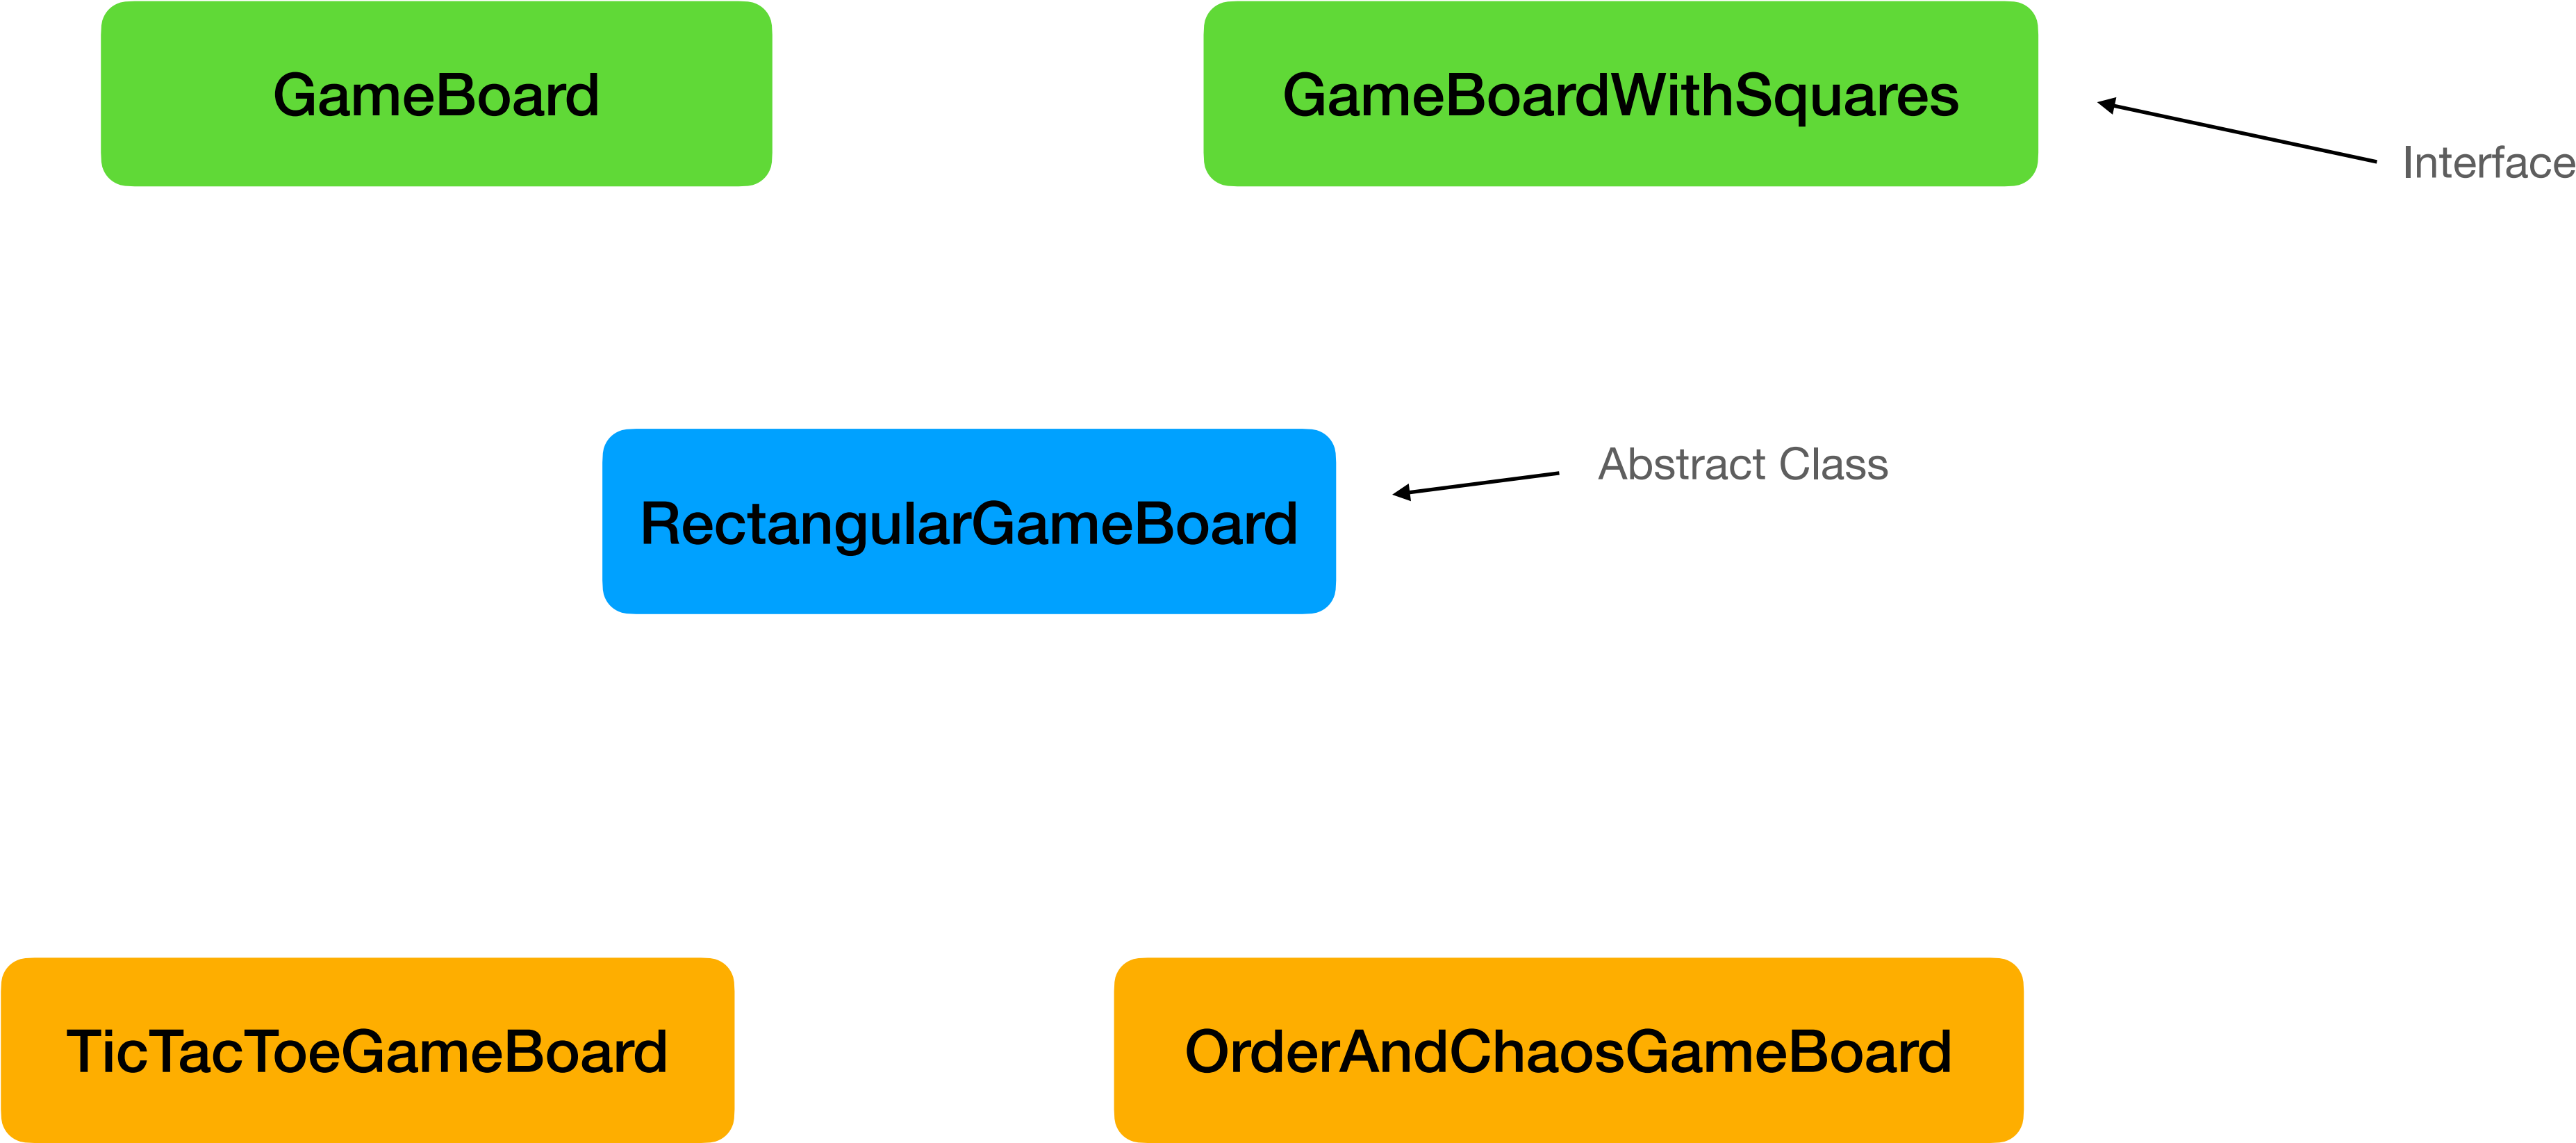 GameBoard
GameBoardWithSquares
Interface
Abstract Class
RectangularGameBoard
TicTacToeGameBoard
OrderAndChaosGameBoard